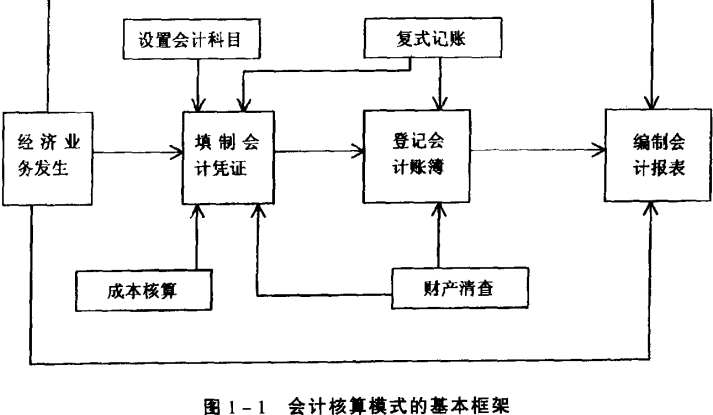 设置会计科目
复式记账
经济业
务发生
填制会
计凭证
登记会
计账簿
编制会
计报表
成本核算
财产清查
图1-1 会计核算模式的基本框架